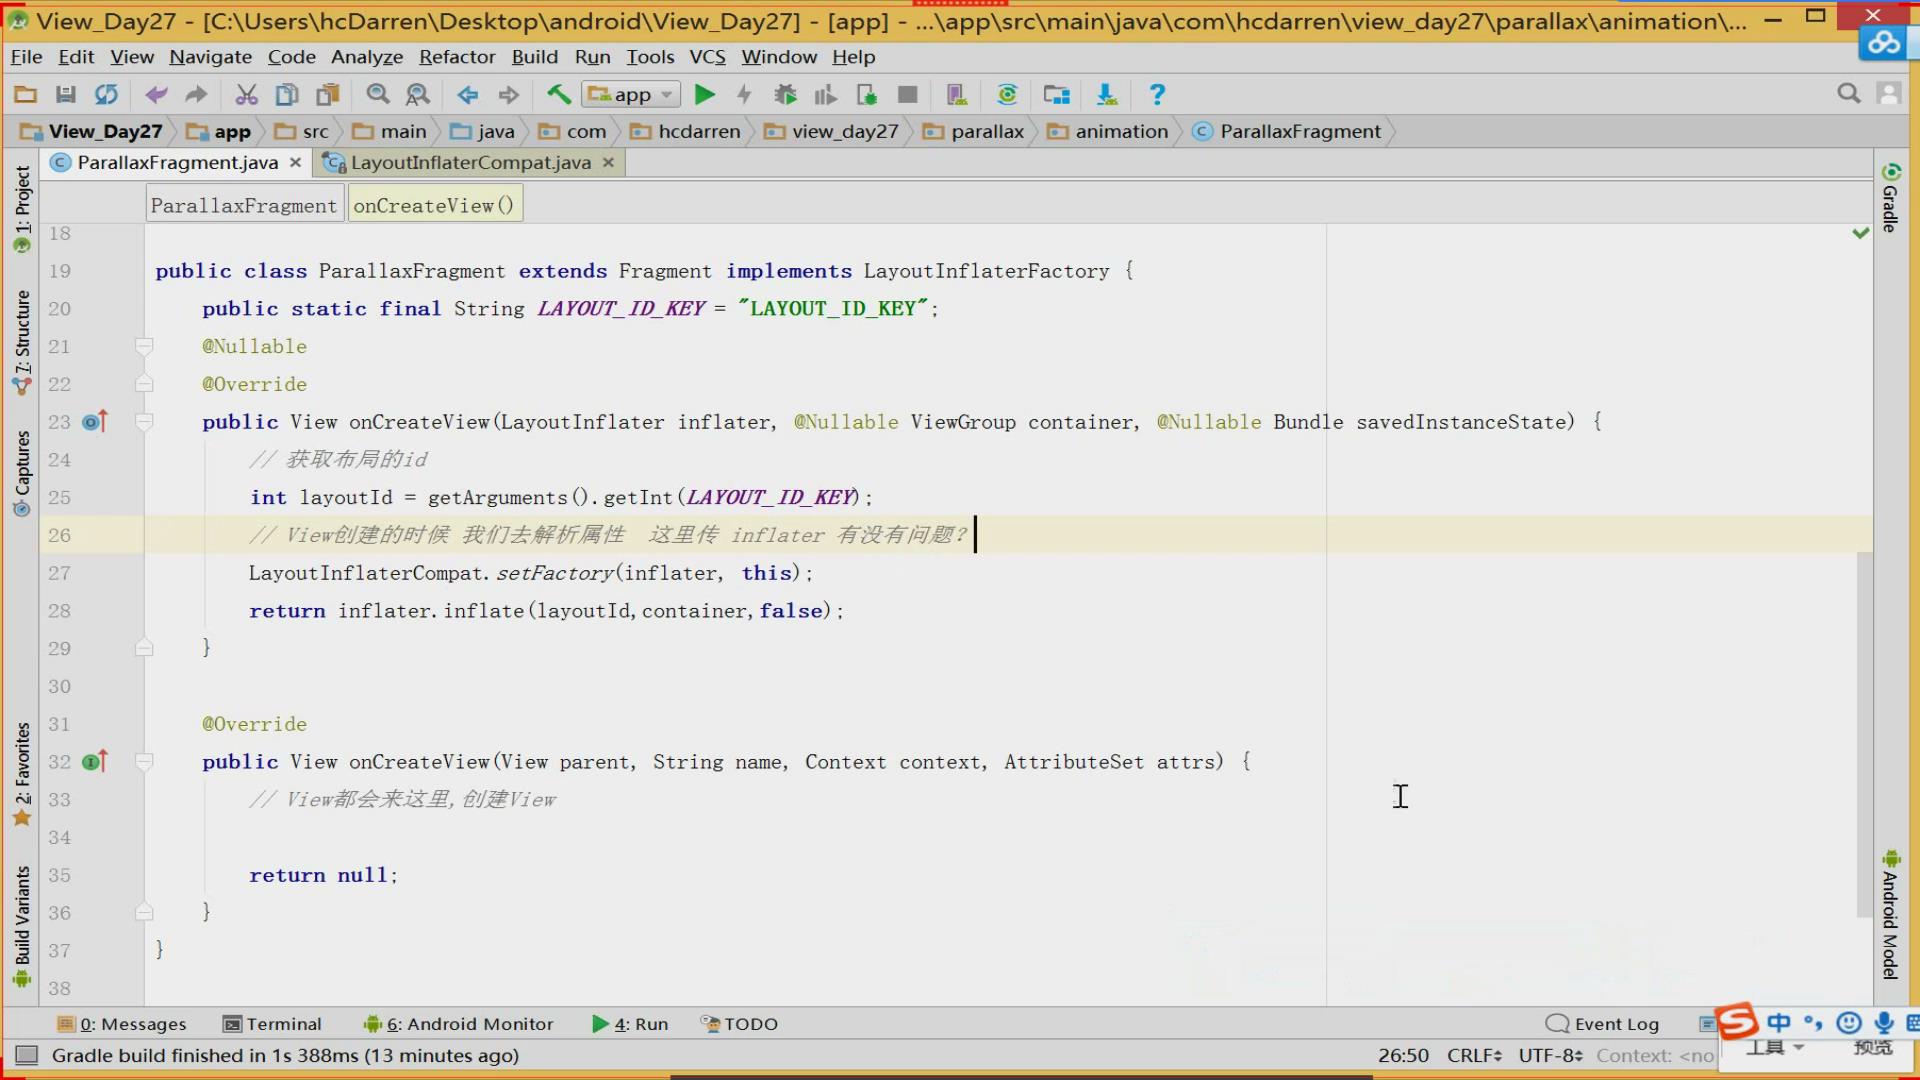 View_Day27 - [C:\Users\hcDarren\Desktop\android\View_Day27] - [app] - ...\app\src\main\java\com\hcdarren\view_day27\parallax\animation\...
File Edit View Navigate Code Analyze Refactor Build Run Tools VCS Window Help
app
View_Day27 app src main java com hcdarren view_day27 parallax animation ParallaxFragment
ParallaxFragment.java LayoutInflaterCompat.java
ParallaxFragment onCreateView()
18
19 public class ParallaxFragment extends Fragment implements LayoutInflaterFactory {
20 public static final String LAYOUT_ID_KEY = "LAYOUT_ID_KEY";
21 @Nullable
22 @Override
23 public View onCreateView(LayoutInflater inflater, @Nullable ViewGroup container, @Nullable Bundle savedInstanceState) {
24 // 获取布局的id
25 int layoutId = getArguments().getInt(LAYOUT_ID_KEY);
26 // View创建的时候 我们去解析属性 这里传 inflater 有没有问题?
27 LayoutInflaterCompat.setFactory(inflater, this);
28 return inflater.inflate(layoutId,container,false);
29 }
30
31 @Override
32 public View onCreateView(View parent, String name, Context context, AttributeSet attrs) {
33 // View都会来这里,创建View
34
35 return null;
36 }
37 }
38
1: Project
7: Structure
Captures
2: Favorites
Build Variants
Gradle
Android Model
0: Messages Terminal 6: Android Monitor 4: Run TODO Event Log
中
Gradle build finished in 1s 388ms (13 minutes ago) 26:50 CRLF UTF-8 Context: <no
工具 预览